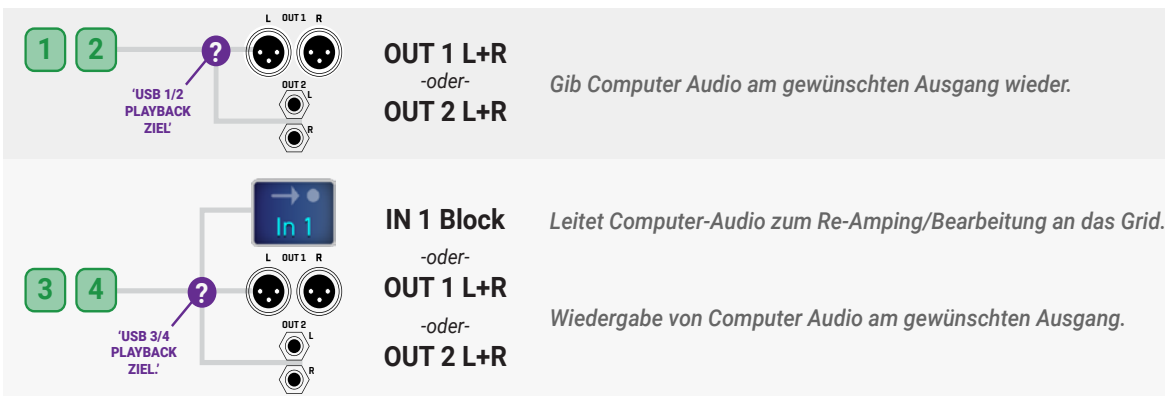 1 2
?
L OUT 1 R
OUT 2
L
R
'USB 1/2
PLAYBACK
ZIEL'
OUT 1 L+R
-oder-
OUT 2 L+R
Gib Computer Audio am gewünschten Ausgang wieder.
In 1
IN 1 Block
Leitet Computer-Audio zum Re-Amping/Bearbeitung an das Grid.
-oder-
3 4
?
L OUT 1 R
OUT 2
L
R
'USB 3/4
PLAYBACK
ZIEL.'
OUT 1 L+R
-oder-
OUT 2 L+R
Wiedergabe von Computer Audio am gewünschten Ausgang.